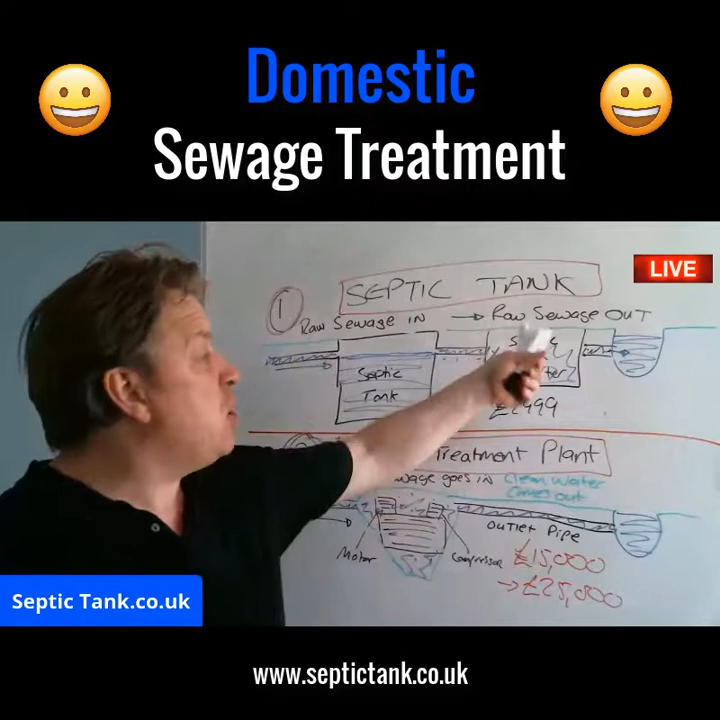 Domestic
Sewage Treatment
LIVE
SEPTIC TANK
1
Raw Sewage IN → Raw Sewage OUT
Septic
Tank
Treatment Plant
goes in Clean Water
Comes out
Outlet Pipe
Motor
Compressor
£15,000
→ £25,000
Septic Tank.co.uk
www.septictank.co.uk